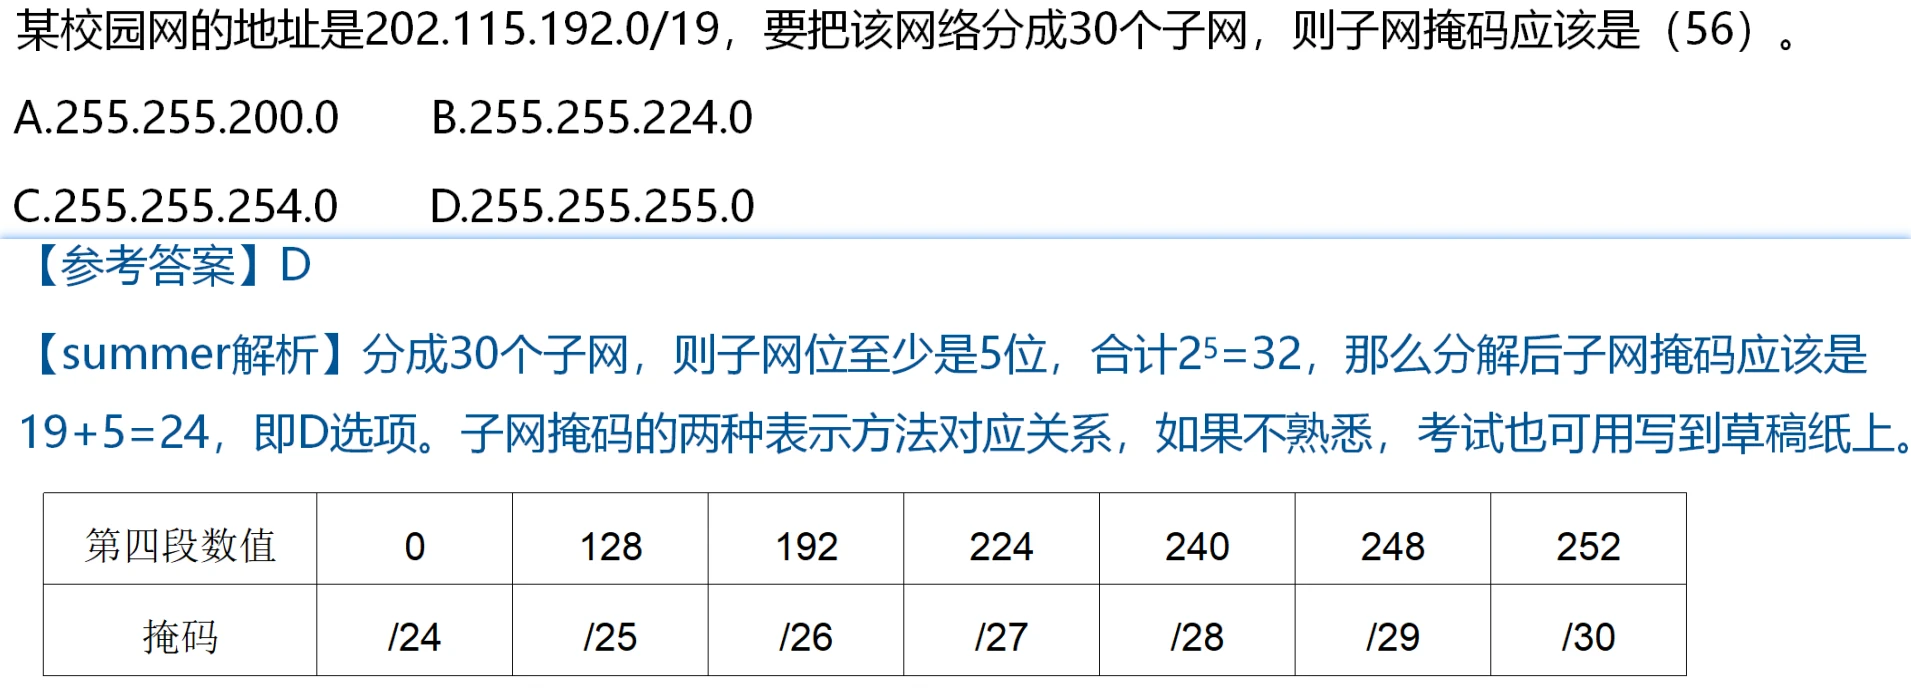 某校园网的地址是202.115.192.0/19，要把该网络分成30个子网，则子网掩码应该是（56）。
A.255.255.200.0 B.255.255.224.0
C.255.255.254.0 D.255.255.255.0
【参考答案】D
【summer解析】分成30个子网，则子网位至少是5位，合计2⁵=32，那么分解后子网掩码应该是
19+5=24，即D选项。子网掩码的两种表示方法对应关系，如果不熟悉，考试也可用写到草稿纸上。
第四段数值 0 128 192 224 240 248 252
掩码 /24 /25 /26 /27 /28 /29 /30